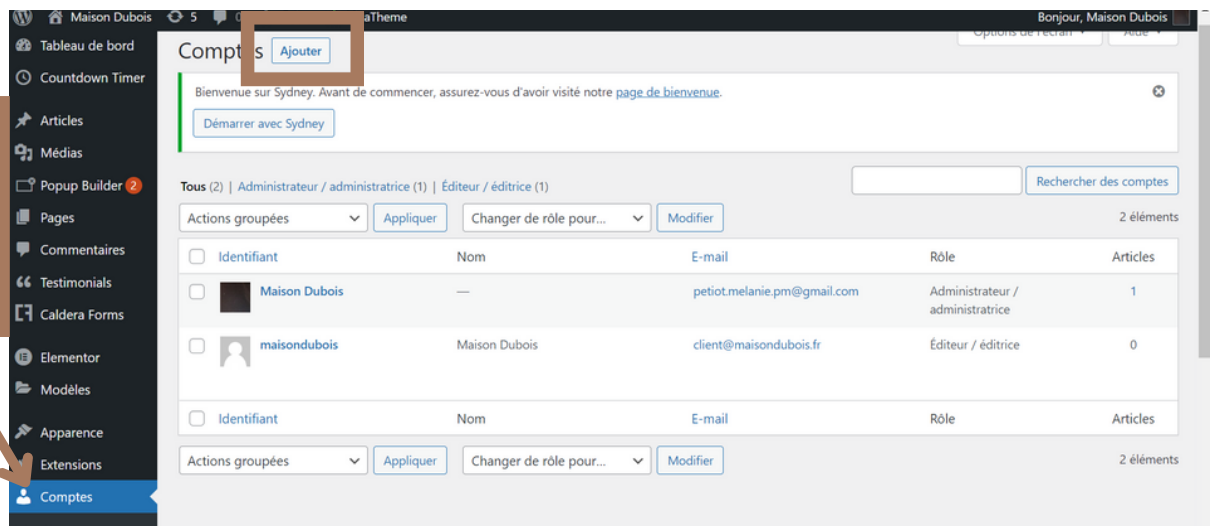 Maison Dubois 5 aTheme Bonjour, Maison Dubois
Tableau de bord
Countdown Timer
Articles
Médias
Popup Builder 2
Pages
Commentaires
Testimonials
Caldera Forms
Elementor
Modèles
Apparence
Extensions
Comptes
Comptes Ajouter
Options de l'écran Aide
Bienvenue sur Sydney. Avant de commencer, assurez-vous d'avoir visité notre page de bienvenue.
Démarrer avec Sydney
Tous (2) | Administrateur / administratrice (1) | Éditeur / éditrice (1)
Rechercher des comptes
Actions groupées Appliquer Changer de rôle pour... Modifier 2 éléments
Identifiant Nom E-mail Rôle Articles
Maison Dubois — petiot.melanie.pm@gmail.com Administrateur / 1
administratrice
maisondubois Maison Dubois client@maisondubois.fr Éditeur / éditrice 0
Identifiant Nom E-mail Rôle Articles
Actions groupées Appliquer Changer de rôle pour... Modifier 2 éléments